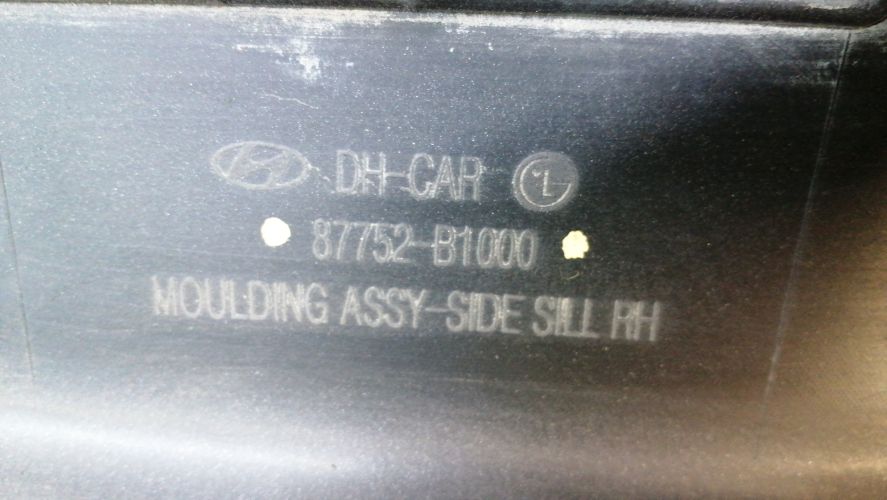 DH-CAR
87752-B1000
MOULDING ASSY-SIDE SILL RH